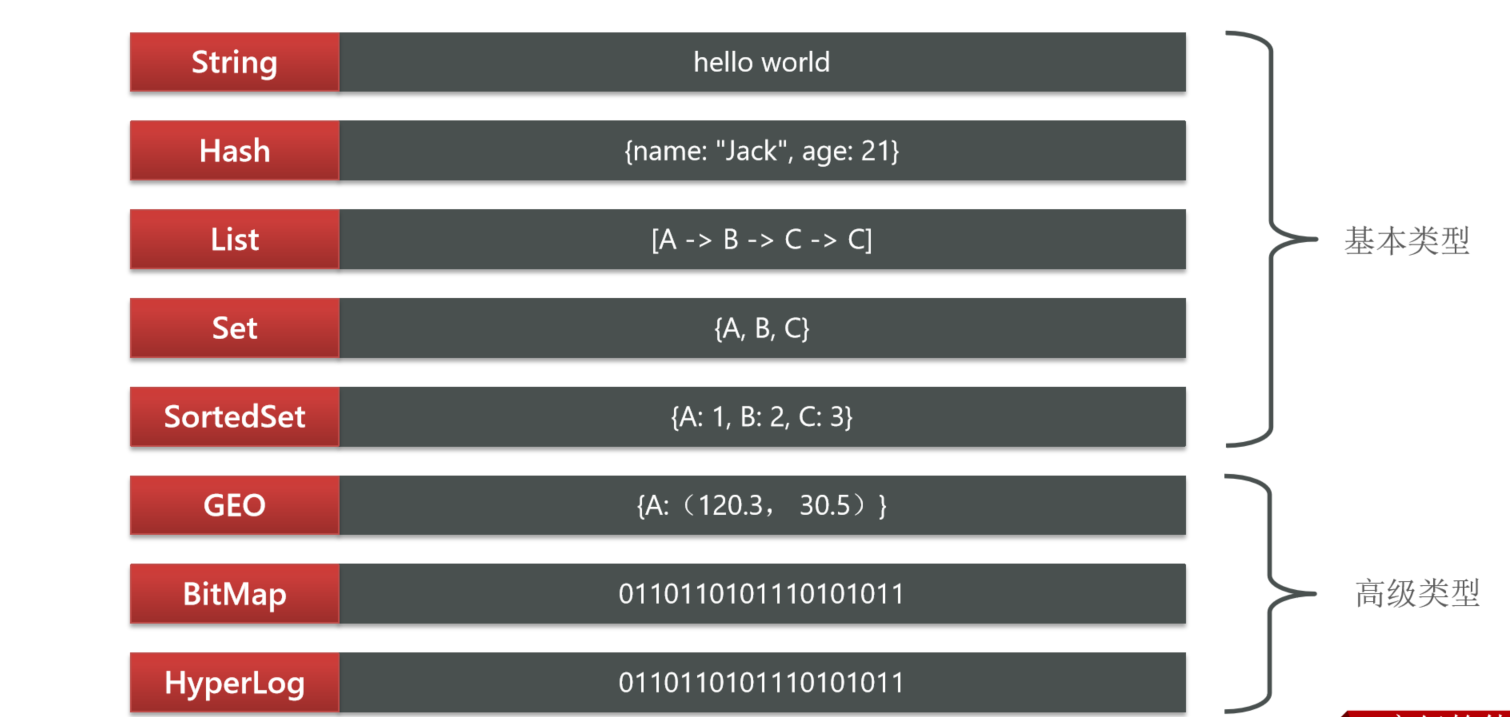 String hello world
Hash {name: "Jack", age: 21}
List [A -> B -> C -> C]
基本类型
Set {A, B, C}
SortedSet {A: 1, B: 2, C: 3}
GEO {A:（120.3， 30.5）}
BitMap 0110110101110101011
高级类型
HyperLog 0110110101110101011